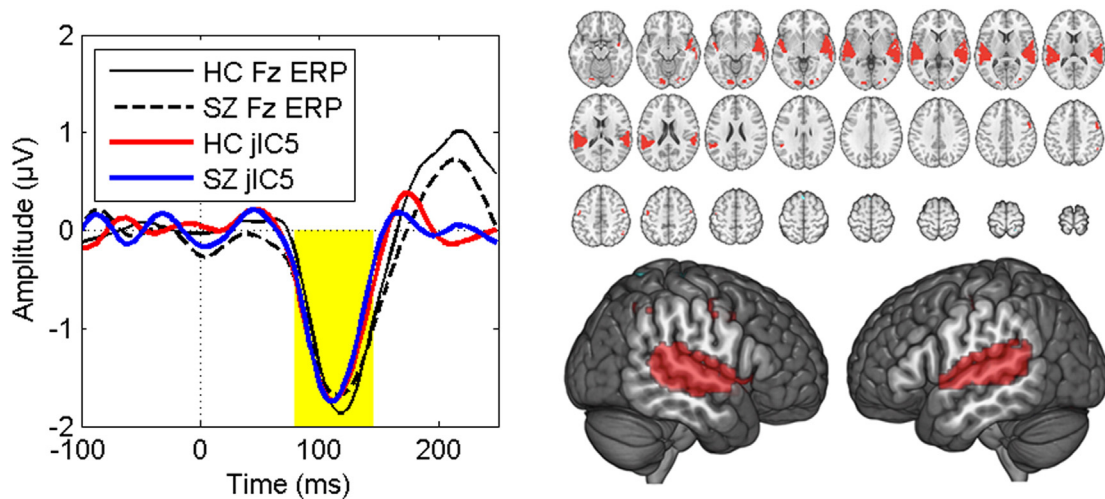 2
1
0
-1
-2
HC Fz ERP
SZ Fz ERP
HC jIC5
SZ jIC5
Amplitude (µV)
-100
0
100
200
Time (ms)